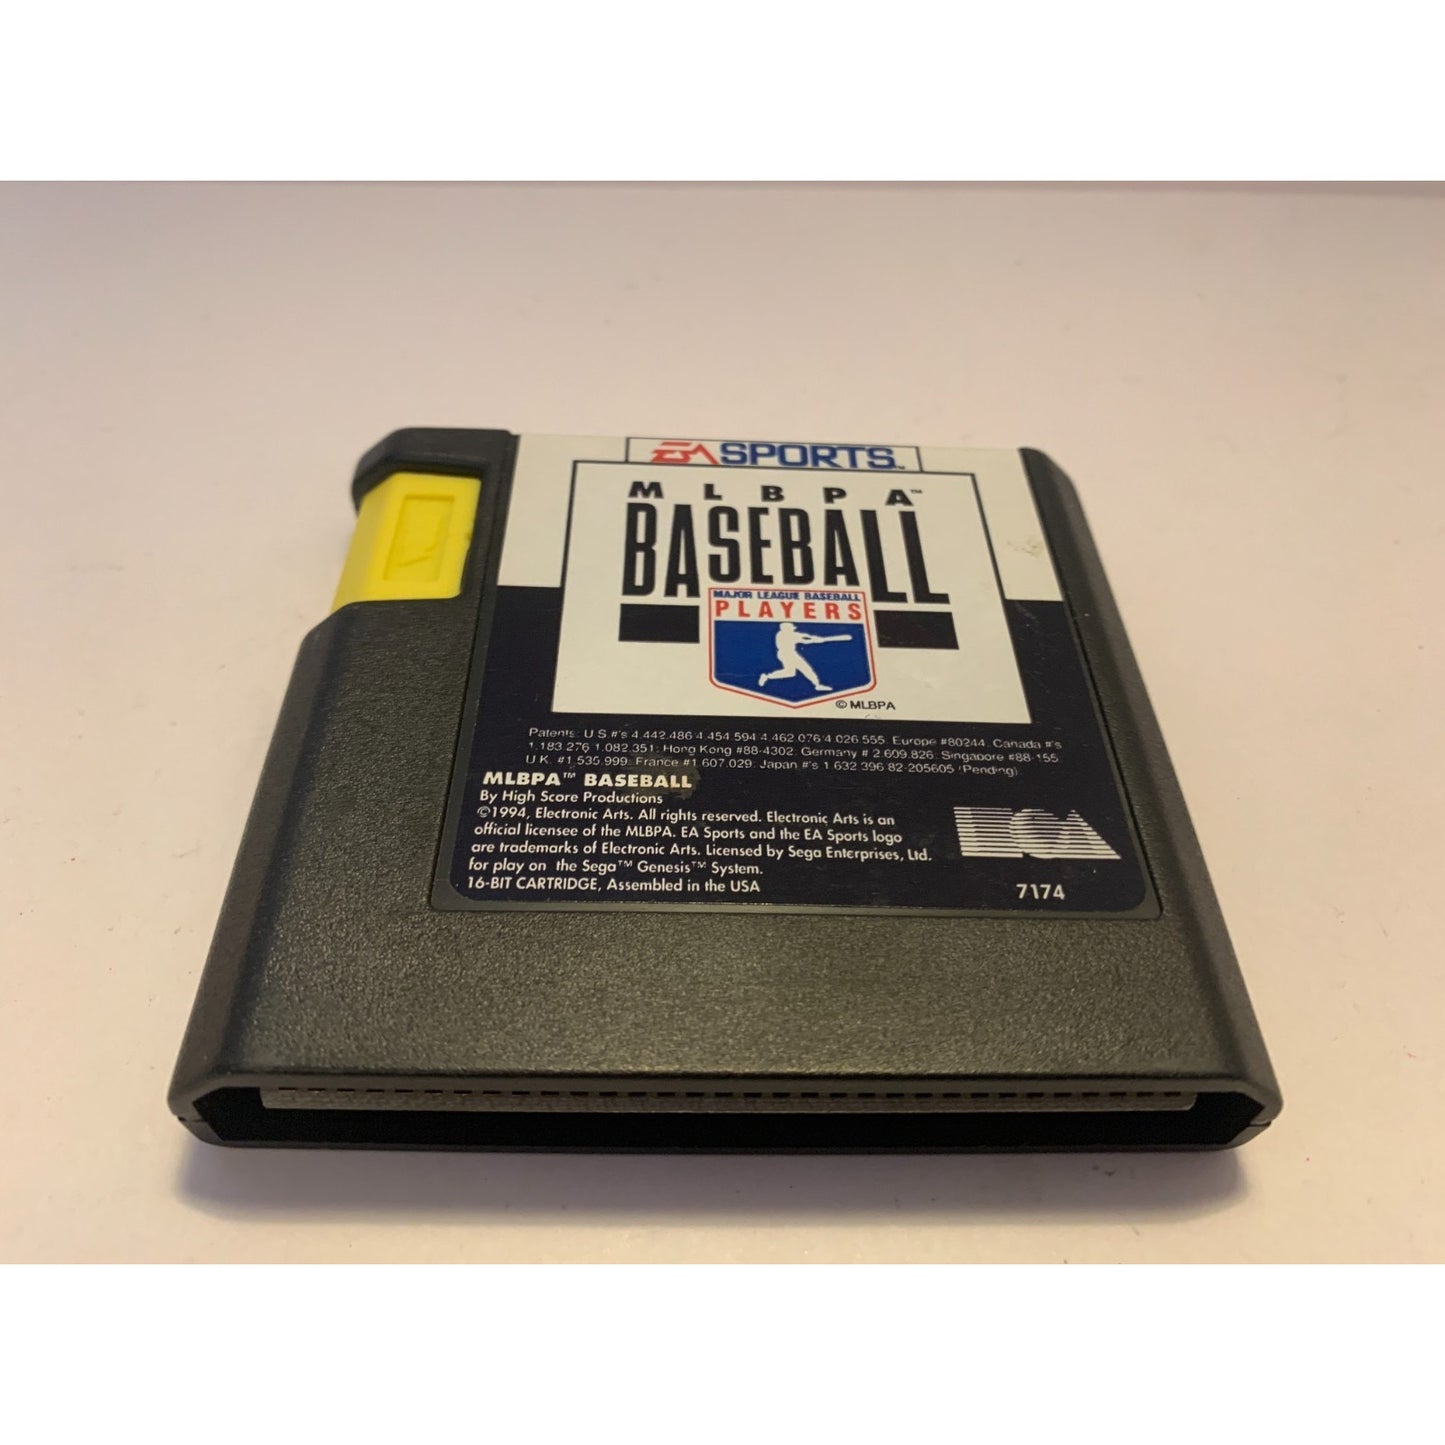 EA SPORTS™
MLBPA™
BASEBALL
MAJOR LEAGUE BASEBALL
PLAYERS
© MLBPA
Patents: U.S.#'s 4.442.486 4.454.594 4.462.076 4.026.555. Europe #80244. Canada #'s
1.183.276 1.082.351: Hong Kong #88-4302: Germany # 2.609.826: Singapore #88-155
U.K. #1.535.999: France #1.607.029: Japan #'s 1.632.396 82-205605 (Pending)
MLBPA™ BASEBALL
By High Score Productions
©1994, Electronic Arts. All rights reserved. Electronic Arts is an
official licensee of the MLBPA. EA Sports and the EA Sports logo
are trademarks of Electronic Arts. Licensed by Sega Enterprises, Ltd.
for play on the Sega™ Genesis™ System.
16-BIT CARTRIDGE, Assembled in the USA
ECA
7174